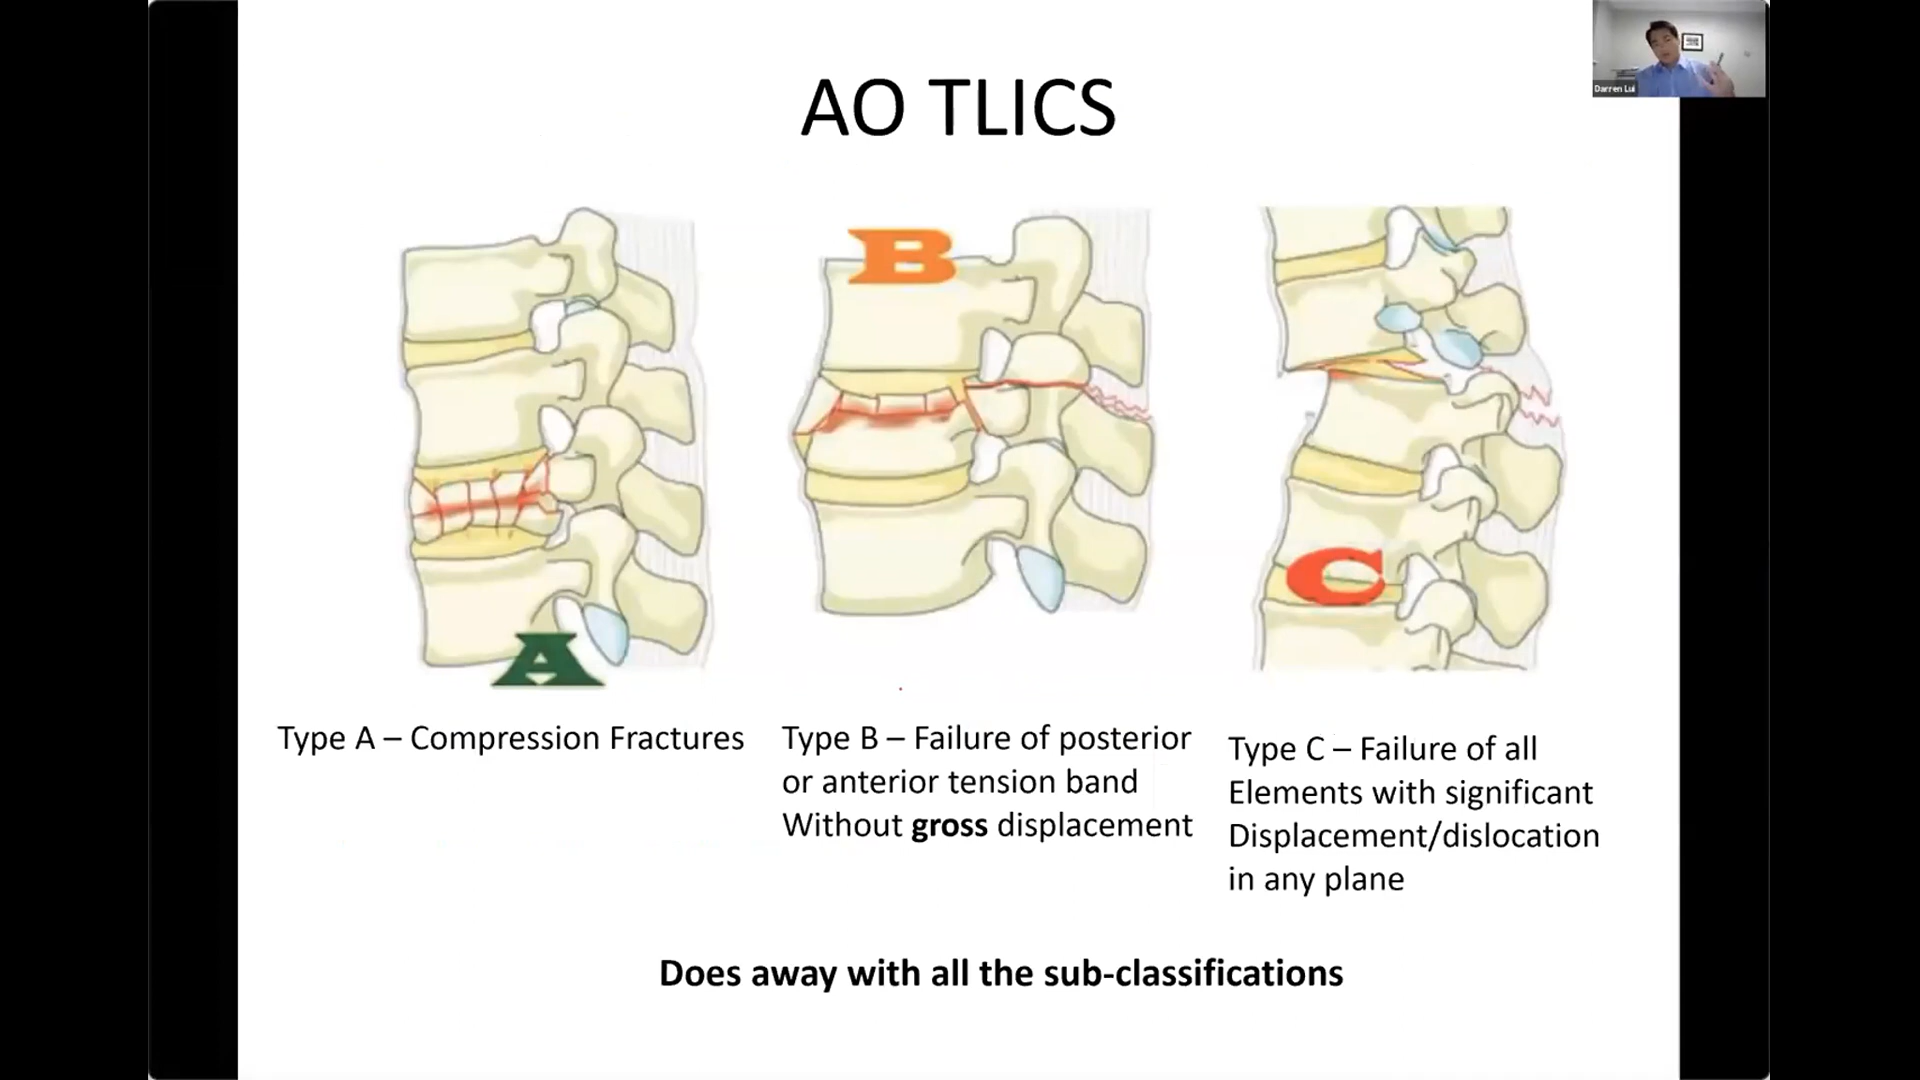 AO TLICS
Darren Lui
B
A
C
Type A – Compression Fractures
Type B – Failure of posterior
or anterior tension band
Without gross displacement
Type C – Failure of all
Elements with significant
Displacement/dislocation
in any plane
Does away with all the sub-classifications